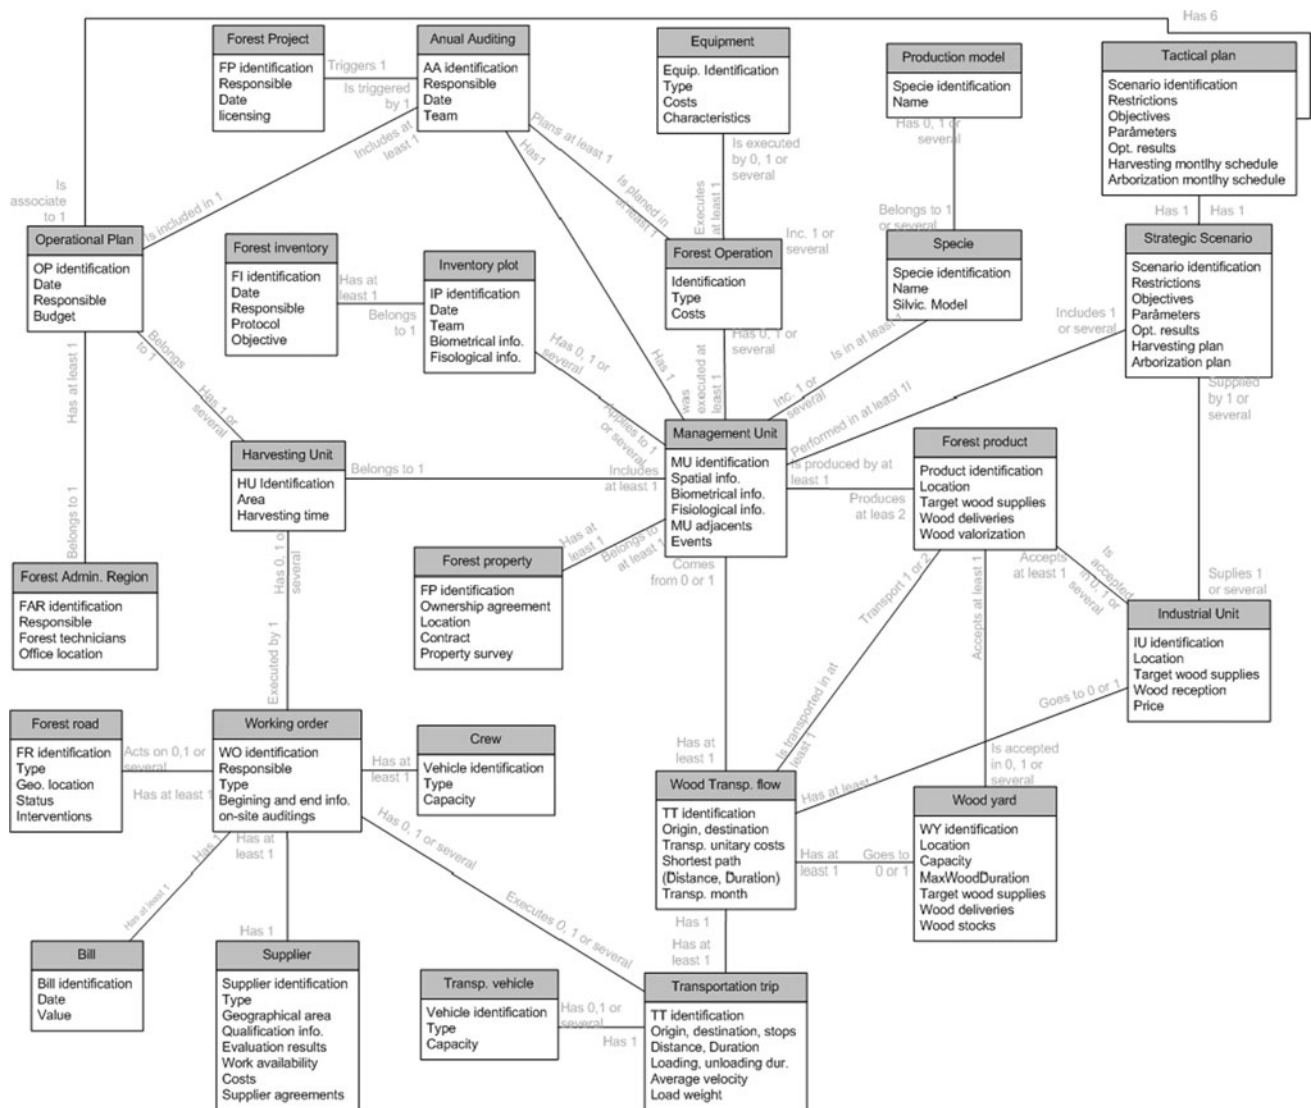 Has 6
Forest Project
FP identification
Responsible
Date
licensing
Triggers 1
Is triggered
by 1
Anual Auditing
AA identification
Responsible
Date
Team
Equipment
Equip. Identification
Type
Costs
Characteristics
Production model
Specie identification
Name
Tactical plan
Scenario identification
Restrictions
Objectives
Parâmeters
Opt. results
Harvesting montlhy schedule
Arborization montlhy schedule
Includes at
least 1
Is included in 1
Has1
Has 1
Plans at least 1
Is planed in
at least 1
Is executed
by 0, 1 or
several
Executes
at least 1
Has 0, 1 or
several
Belongs to 1
or several
Has 1
Has 1
Is
associate
to 1
Operational Plan
OP identification
Date
Responsible
Budget
Forest inventory
FI identification
Date
Responsible
Protocol
Objective
Has at
least 1
Belongs
to 1
Inventory plot
IP identification
Date
Team
Biometrical info.
Fisological info.
Forest Operation
Identification
Type
Costs
Inc. 1 or
several
Specie
Specie identification
Name
Silvic. Model
Strategic Scenario
Scenario identification
Restrictions
Objectives
Parâmeters
Opt. results
Harvesting plan
Arborization plan
Includes 1
or several
Performed in at least 1I
Is in at least 1
Inc. 1 or
several
Has 0, 1 or
several
was
executed at
least 1
Has 0, 1 or
several
Applies to 1
or several
Belongs
to 1
Has 1 or
several
Has at least 1
Belongs to 1
Supplied
by 1 or
several
Suplies 1
or several
Harvesting Unit
HU Identification
Area
Harvesting time
Belongs to 1
Includes
at least 1
Management Unit
MU identification
Spatial info.
Biometrical info.
Fisiological info.
MU adjacents
Events
Is produced by at
least 1
Produces
at leas 2
Forest product
Product identification
Location
Target wood supplies
Wood deliveries
Wood valorization
Forest Admin. Region
FAR identification
Responsible
Forest technicians
Office location
Has 0, 1 or
several
Executed by 1
Forest property
FP identification
Ownership agreement
Location
Contract
Property survey
Has at
least 1
Belongs to
at least 1
Comes
from 0 or 1
Has at
least 1
Transport 1 or 2
Is transported in at
least 1
Accepts at least 1
Is accepted
in 0, 1 or
several
Accepts
at least 1
Is
accepted
in 0, 1 or
several
Industrial Unit
IU identification
Location
Target wood supplies
Wood reception
Price
Goes to 0 or 1
Has at least 1
Forest road
FR identification
Type
Geo. location
Status
Interventions
Acts on 0,1 or
several
Has at least 1
Working order
WO identification
Responsible
Type
Begining and end info.
on-site auditings
Has at
least 1
Crew
Vehicle identification
Type
Capacity
Wood Transp. flow
TT identification
Origin, destination
Transp. unitary costs
Shortest path
(Distance, Duration)
Transp. month
Has at
least 1
Goes to
0 or 1
Wood yard
WY identification
Location
Capacity
MaxWoodDuration
Target wood supplies
Wood deliveries
Wood stocks
Has 1
Has at least 1
Has at
least 1
Has 1
Has 0, 1 or several
Executes 0, 1 or several
Has 1
Has at
least 1
Bill
Bill identification
Date
Value
Supplier
Supplier identification
Type
Geographical area
Qualification info.
Evaluation results
Work availability
Costs
Supplier agreements
Transp. vehicle
Vehicle identification
Type
Capacity
Has 0,1 or
several
Has 1
Transportation trip
TT identification
Origin, destination, stops
Distance, Duration
Loading, unloading dur.
Average velocity
Load weight